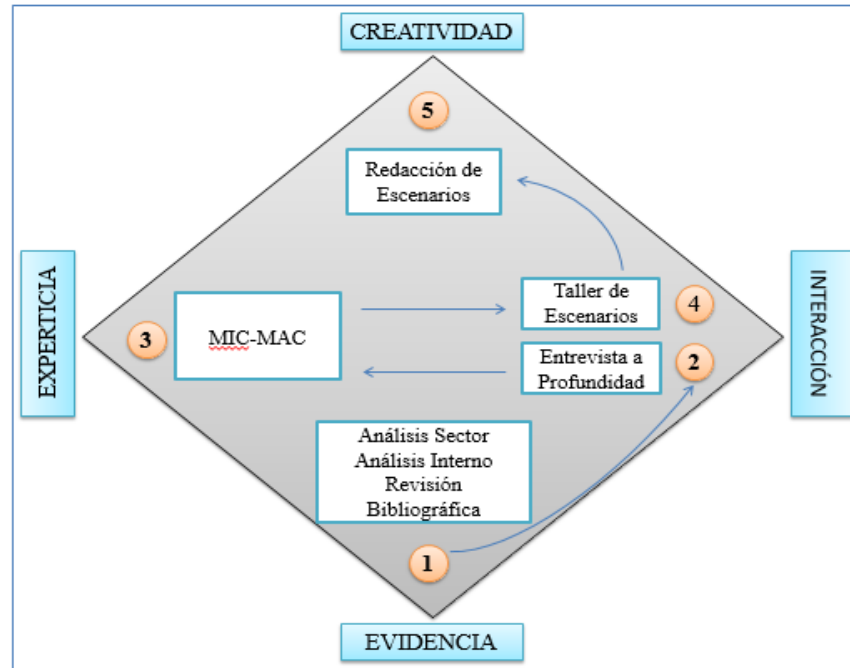 CREATIVIDAD
5
Redacción de
Escenarios
EXPERTICIA
INTERACCIÓN
3
MIC-MAC
Taller de
Escenarios
4
Entrevista a
Profundidad
2
Análisis Sector
Análisis Interno
Revisión
Bibliográfica
1
EVIDENCIA